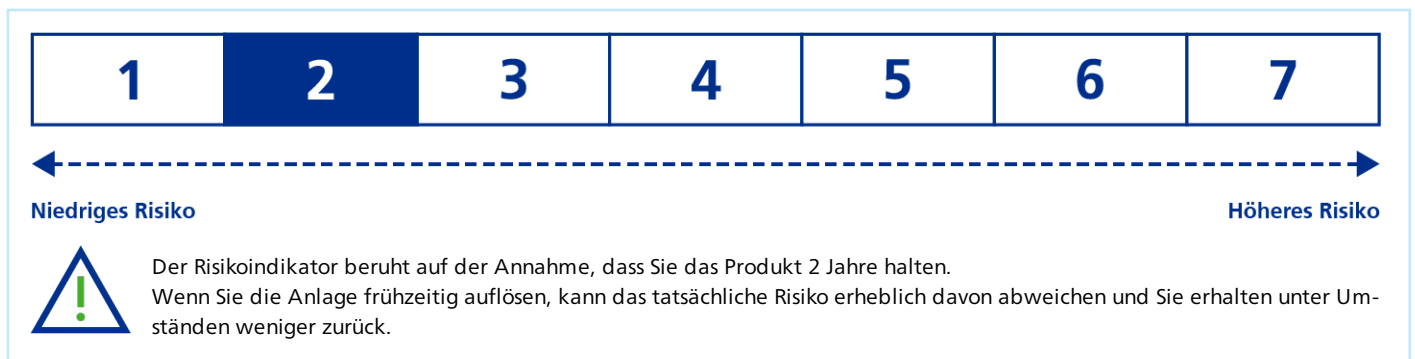 1 2 3 4 5 6 7
Niedriges Risiko Höheres Risiko
Der Risikoindikator beruht auf der Annahme, dass Sie das Produkt 2 Jahre halten.
Wenn Sie die Anlage frühzeitig auflösen, kann das tatsächliche Risiko erheblich davon abweichen und Sie erhalten unter Um-
ständen weniger zurück.